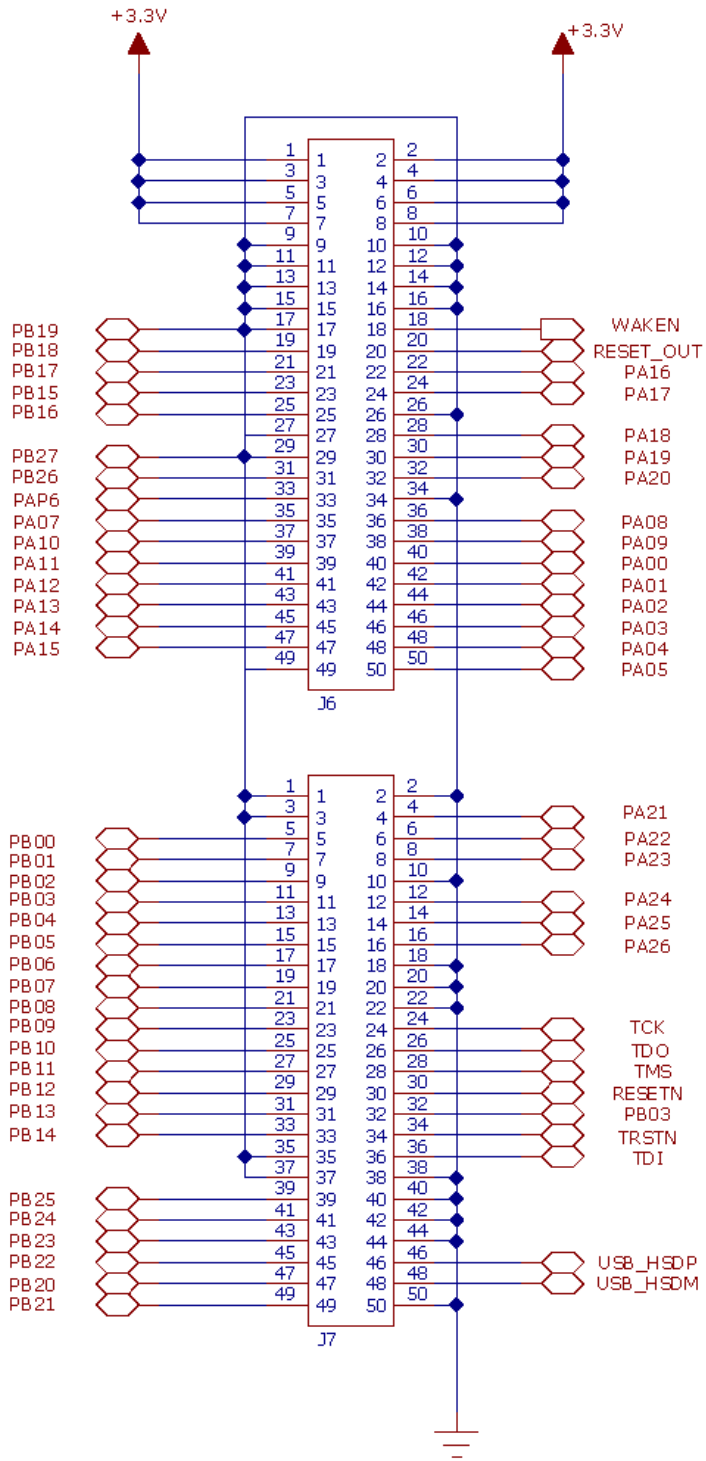 +3.3V +3.3V
1 1 2 2
3 3 4 4
5 5 6 6
7 7 8 8
9 9 10 10
11 11 12 12
13 13 14 14
15 15 16 16
PB19 17 17 18 18 WAKEN
PB18 19 19 20 20 RESET_OUT
PB17 21 21 22 22 PA16
PB15 23 23 24 24 PA17
PB16 25 25 26 26
27 27 28 28 PA18
PB27 29 29 30 30 PA19
PB26 31 31 32 32 PA20
PAP6 33 33 34 34
PA07 35 35 36 36 PA08
PA10 37 37 38 38 PA09
PA11 39 39 40 40 PA00
PA12 41 41 42 42 PA01
PA13 43 43 44 44 PA02
PA14 45 45 46 46 PA03
PA15 47 47 48 48 PA04
49 49 50 50 PA05
J6
1 1 2 2
3 3 4 4 PA21
PB00 5 5 6 6 PA22
PB01 7 7 8 8 PA23
PB02 9 9 10 10
PB03 11 11 12 12 PA24
PB04 13 13 14 14 PA25
PB05 15 15 16 16 PA26
PB06 17 17 18 18
PB07 19 19 20 20
PB08 21 21 22 22
PB09 23 23 24 24 TCK
PB10 25 25 26 26 TDO
PB11 27 27 28 28 TMS
PB12 29 29 30 30 RESETN
PB13 31 31 32 32 PB03
PB14 33 33 34 34 TRSTN
35 35 36 36 TDI
37 37 38 38
PB25 39 39 40 40
PB24 41 41 42 42
PB23 43 43 44 44
PB22 45 45 46 46 USB_HSDP
PB20 47 47 48 48 USB_HSDM
PB21 49 49 50 50
J7